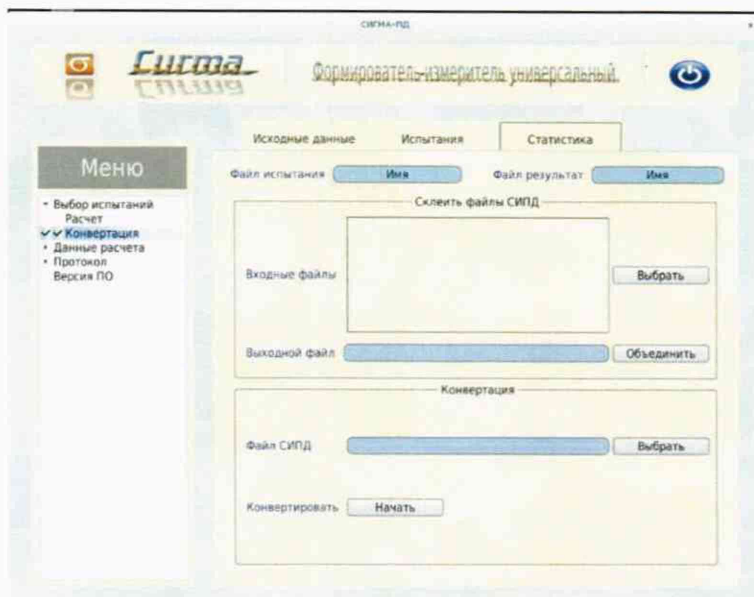 СИГМА-ПД
Сигма
Формирователь-измеритель универсальный.
Исходные данные Испытания Статистика
Меню
Файл испытания Имя Файл результат Имя
Выбор испытаний
Расчет
Конвертация
Данные расчета
Протокол
Версия ПО
Склеить файлы СИПД
Входные файлы Выбрать
Выходной файл Объединить
Конвертация
Файл СИПД Выбрать
Конвертировать Начать